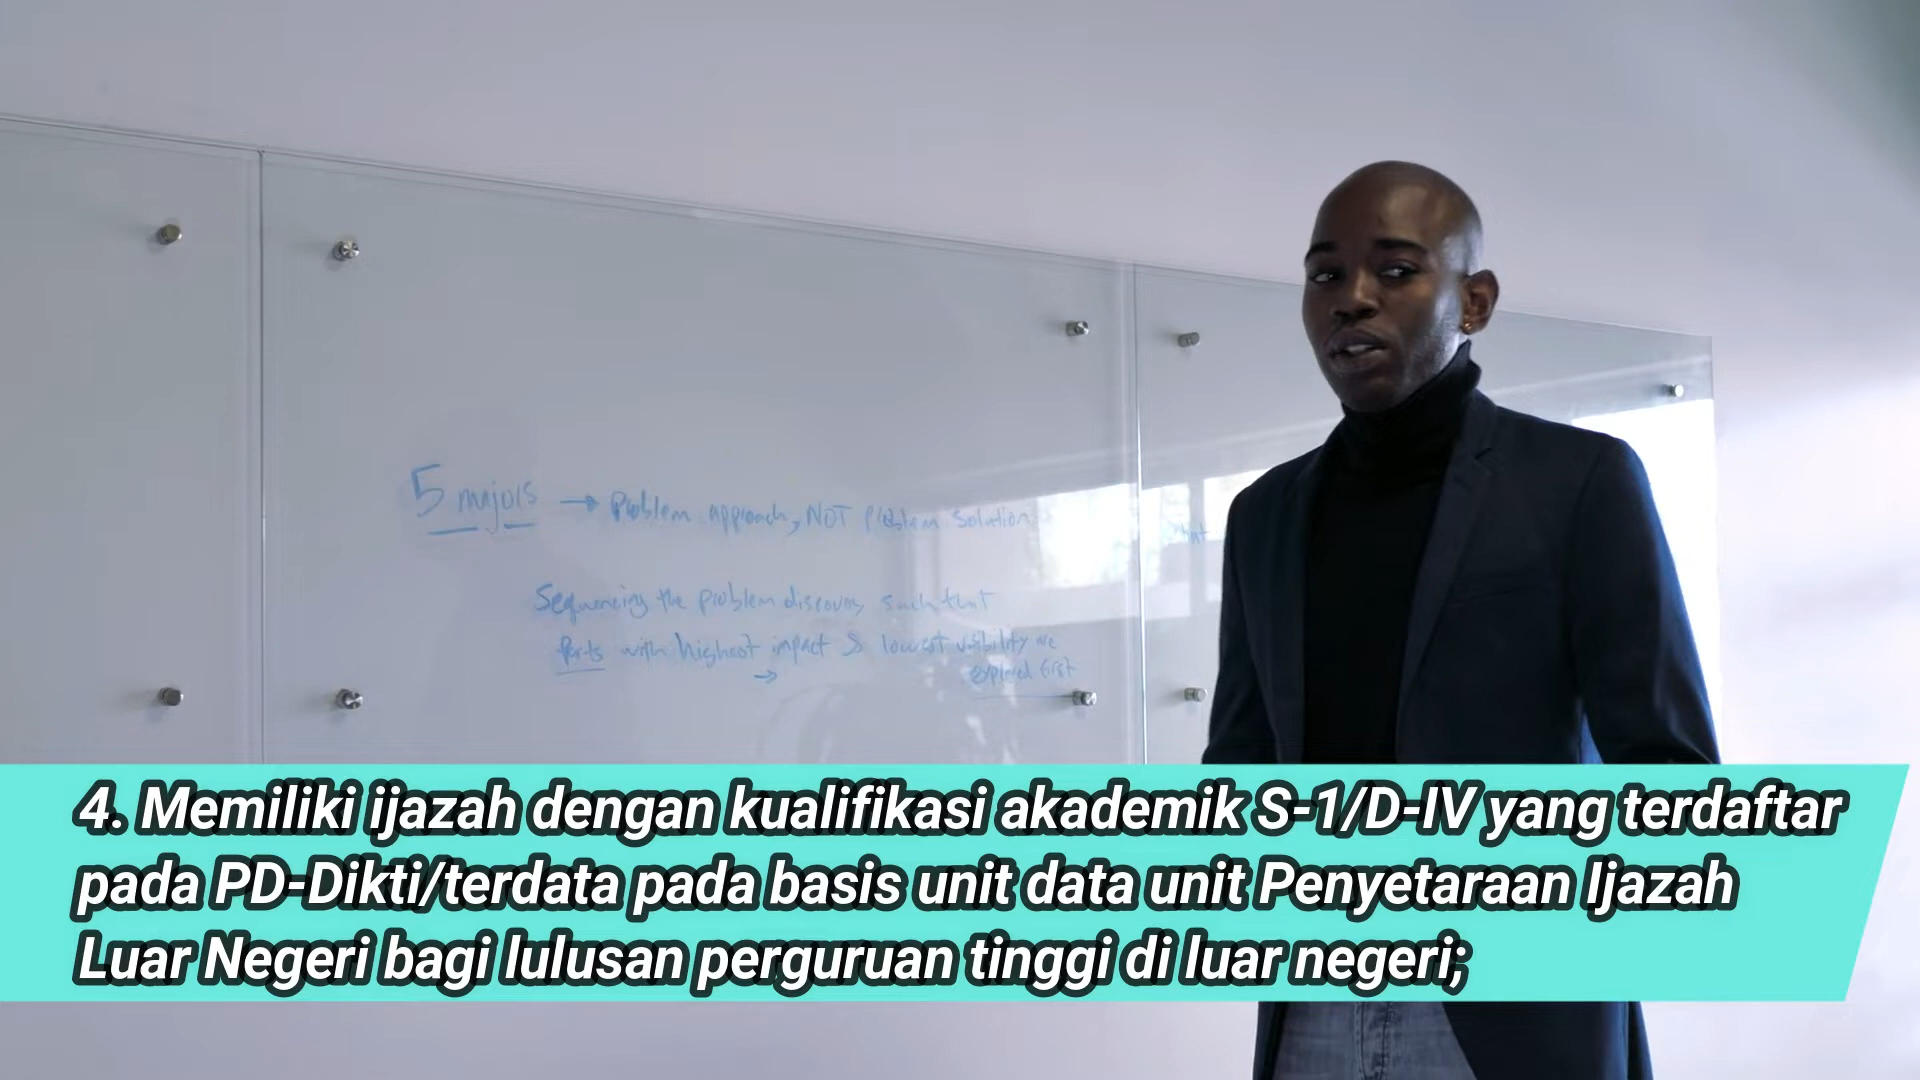 5 majors → Problem approach, NOT Problem Solution
Sequencing the problem discovery such that
Parts with highest impact & lowest visibility are
→ explored first
4. Memiliki ijazah dengan kualifikasi akademik S-1/D-IV yang terdaftar
pada PD-Dikti/terdata pada basis unit data unit Penyetaraan Ijazah
Luar Negeri bagi lulusan perguruan tinggi di luar negeri;